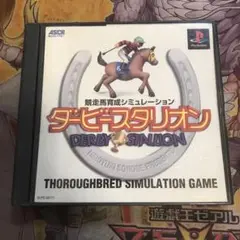 ASCII
PlayStation
競走馬育成シミュレーション
ダービースタリオン
DERBY STALLION
THOROUGHBRED SIMULATION GAME
遊戯王ゼアル